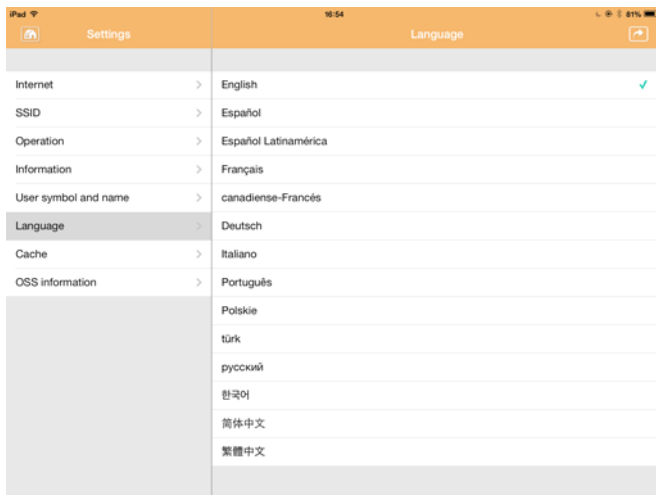 iPad 16:54 81%
Settings
Language
Internet
SSID
Operation
Information
User symbol and name
Language
Cache
OSS information
English
Español
Español Latinamérica
Français
canadiense-Francés
Deutsch
Italiano
Português
Polskie
türk
русский
한국어
简体中文
繁體中文